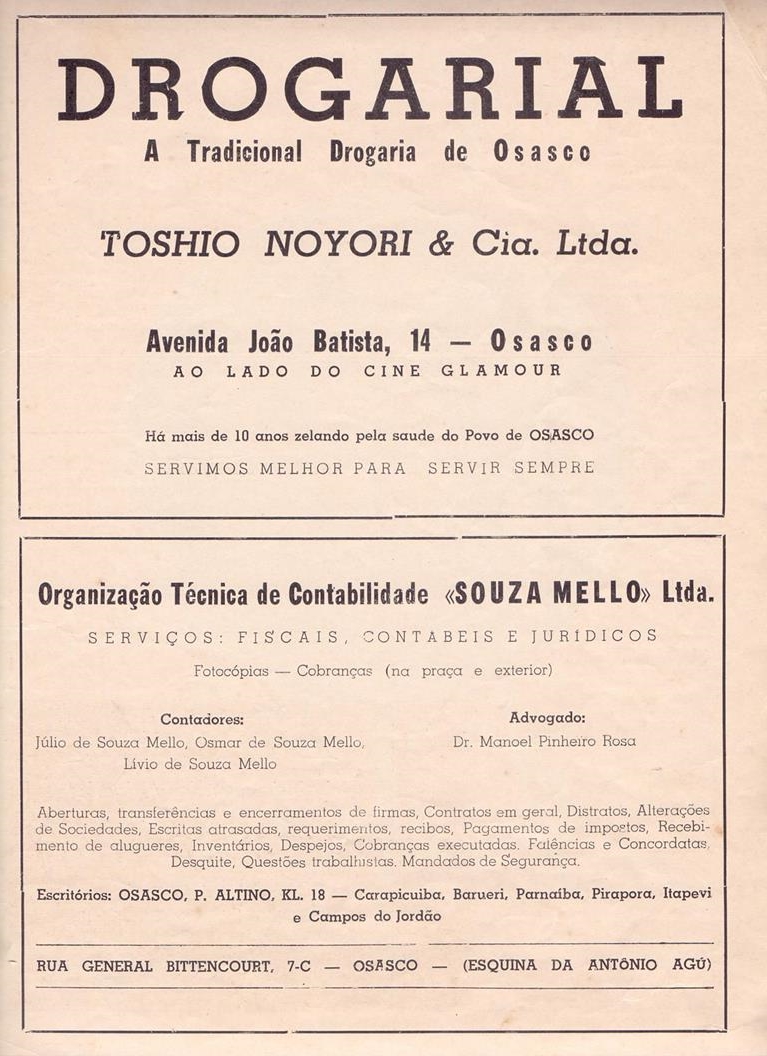 DROGARIAL
A Tradicional Drogaria de Osasco
TOSHIO NOYORI & Cia. Ltda.
Avenida João Batista, 14 — Osasco
AO LADO DO CINE GLAMOUR
Há mais de 10 anos zelando pela saude do Povo de OSASCO
SERVIMOS MELHOR PARA SERVIR SEMPRE
Organização Técnica de Contabilidade «SOUZA MELLO» Ltda.
SERVIÇOS: FISCAIS, CONTABEIS E JURÍDICOS
Fotocópias — Cobranças (na praça e exterior)
Contadores:
Júlio de Souza Mello, Osmar de Souza Mello,
Lívio de Souza Mello
Advogado:
Dr. Manoel Pinheiro Rosa
Aberturas, transferências e encerramentos de firmas, Contratos em geral, Distratos, Alterações
de Sociedades, Escritas atrasadas, requerimentos, recibos, Pagamentos de impostos, Recebi-
mento de alugueres, Inventários, Despejos, Cobranças executadas. Falências e Concordatas,
Desquite, Questões trabalhistas. Mandados de Segurança.
Escritórios: OSASCO, P. ALTINO, KL. 18 — Carapicuiba, Barueri, Parnaíba, Pirapora, Itapevi
e Campos do Jordão
RUA GENERAL BITTENCOURT, 7-C — OSASCO — (ESQUINA DA ANTÔNIO AGÚ)